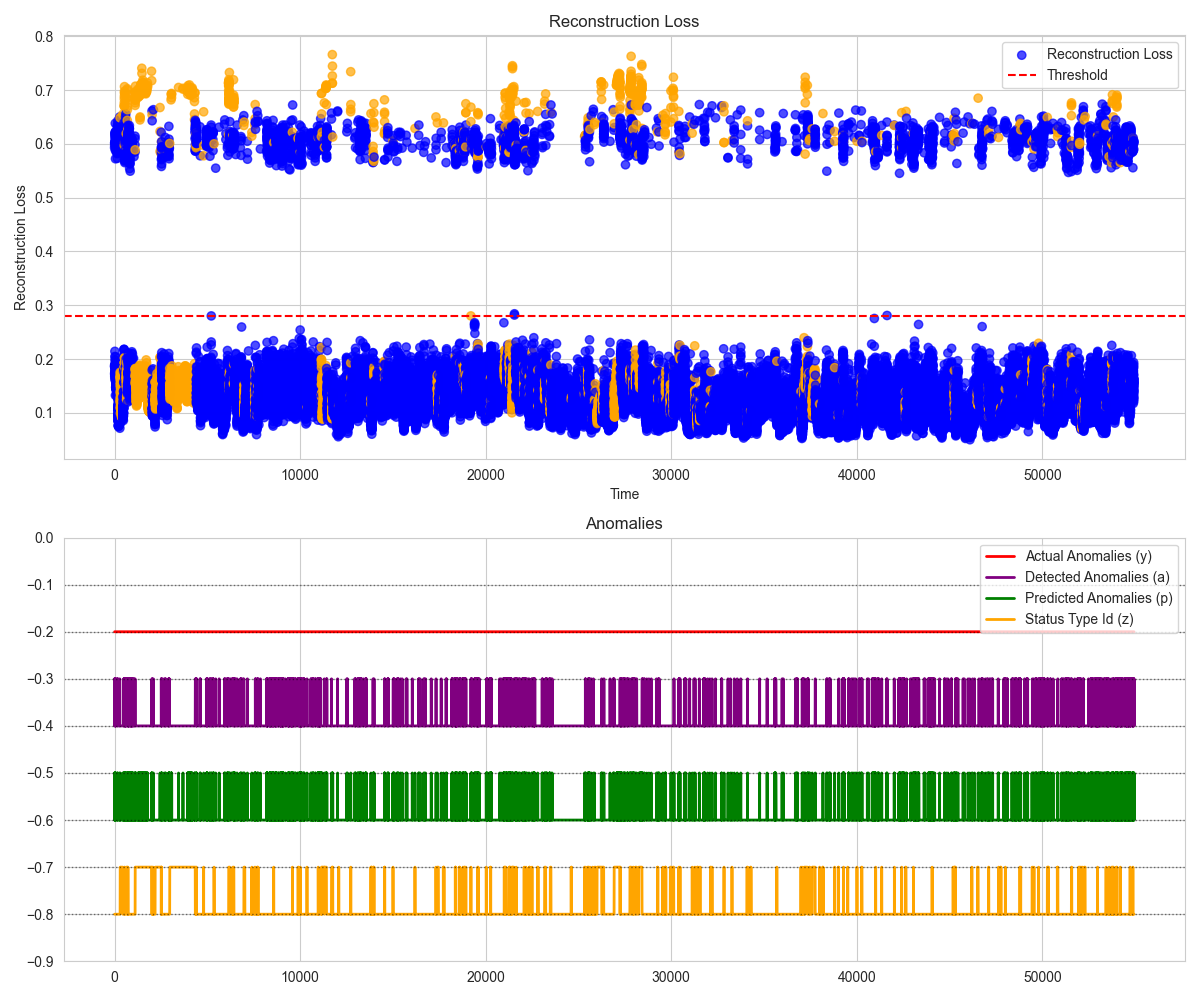 Reconstruction Loss
0.8
0.7
0.6
0.5
0.4
0.3
0.2
0.1
Reconstruction Loss
Reconstruction Loss
Threshold
0 10000 20000 30000 40000 50000
Time
Anomalies
0.0
−0.1
−0.2
−0.3
−0.4
−0.5
−0.6
−0.7
−0.8
−0.9
Actual Anomalies (y)
Detected Anomalies (a)
Predicted Anomalies (p)
Status Type Id (z)
0 10000 20000 30000 40000 50000